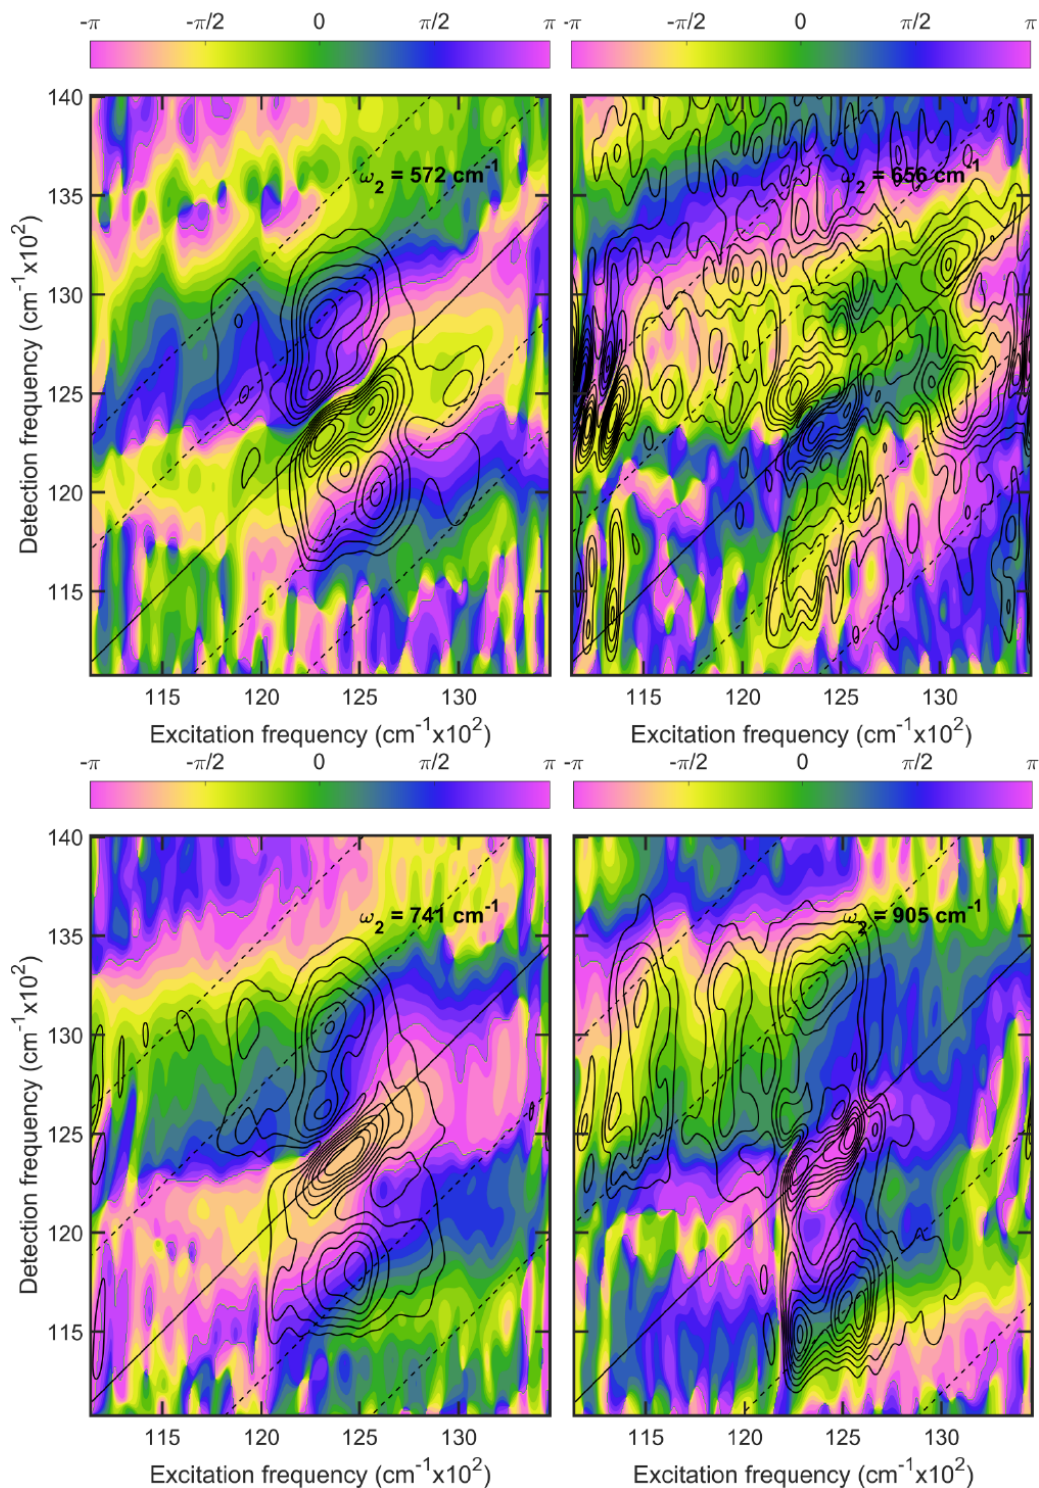 -π -π/2 0 π/2 π
-π -π/2 0 π/2 π
140
135
130
125
120
115
Detection frequency (cm⁻¹x10²)
ω₂ = 572 cm⁻¹
ω₂ = 656 cm⁻¹
115 120 125 130
115 120 125 130
Excitation frequency (cm⁻¹x10²)
Excitation frequency (cm⁻¹x10²)
-π -π/2 0 π/2 π
-π -π/2 0 π/2 π
140
135
130
125
120
115
Detection frequency (cm⁻¹x10²)
ω₂ = 741 cm⁻¹
ω₂ = 905 cm⁻¹
115 120 125 130
115 120 125 130
Excitation frequency (cm⁻¹x10²)
Excitation frequency (cm⁻¹x10²)